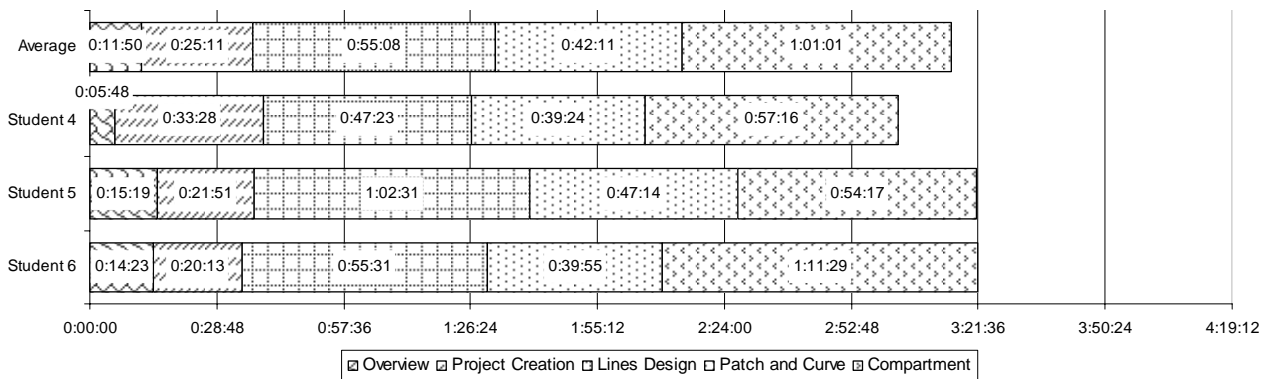 Average 0:11:50 0:25:11 0:55:08 0:42:11 1:01:01
0:05:48
Student 4 0:33:28 0:47:23 0:39:24 0:57:16
Student 5 0:15:19 0:21:51 1:02:31 0:47:14 0:54:17
Student 6 0:14:23 0:20:13 0:55:31 0:39:55 1:11:29
0:00:00 0:28:48 0:57:36 1:26:24 1:55:12 2:24:00 2:52:48 3:21:36 3:50:24 4:19:12
Overview Project Creation Lines Design Patch and Curve Compartment